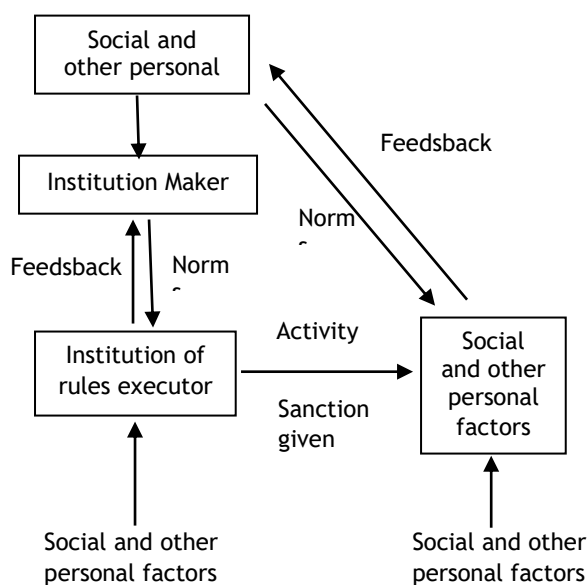 Social and
other personal
Feedsback
Institution Maker
Norm
Feedsback
Norm
Activity
Institution of
rules executor
Social
and other
personal
factors
Sanction
given
Social and other
personal factors
Social and other
personal factors